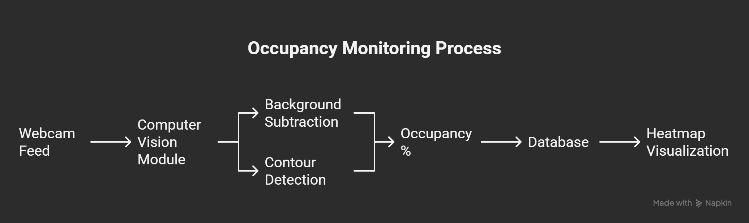 Occupancy Monitoring Process
Webcam
Feed
Computer
Vision
Module
Background
Subtraction
Contour
Detection
Occupancy
%
Database
Heatmap
Visualization
Made with Napkin